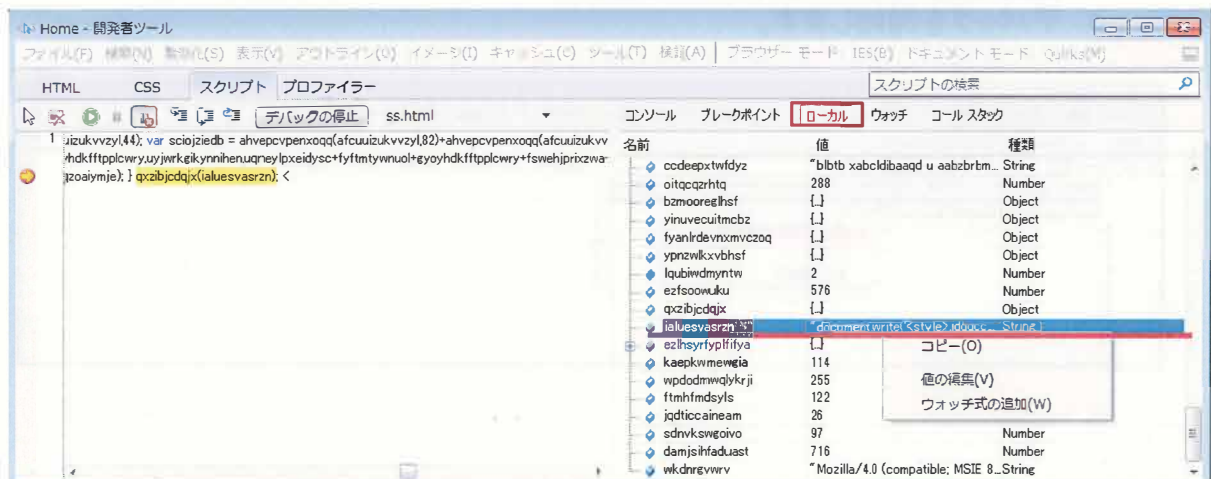 Home - 開発者ツール
ファイル(F) 表示(V) アウトライン(O) イメージ(I) キャッシュ(C) ツール(T) 検証(A) ブラウザー モード IE8(B) ドキュメント モード Quirks(M)
HTML CSS スクリプト プロファイラー スクリプトの検索
デバックの停止 ss.html コンソール ブレークポイント ローカル ウォッチ コール スタック
1 uizukvvzyl,44); var sciojziedb = ahvepcvpenxoqq(afcuuizukvvzyl,82)+ahvepcvpenxoqq(afcuuizukvv
yhdkfftpplcwry,uyjwrkgikynnihen,uqneylpxeidysc+fyftmtywnuol+gyoyhdkfftpplcwry+fswehjprixzwa
qzoaiymje); } qxzibjcdqjx(ialuesvasrzn); <
名前 値 種類
ccdeepxtwfdyz "blbtb xabcldibaaqd u aabzbrbm... String
oitqcqzrhtq 288 Number
bzmooreglhsf {...} Object
yinuvecuitmcbz {...} Object
fyanlrdevnxmvczoq {...} Object
ypnzwlkxvbhsf {...} Object
lqubiwdmyntw 2 Number
ezfsoowuku 576 Number
qxzibjcdqjx {...} Object
ialuesvasrzn "document.write('<style>.idqucc... String
ezlhsyrfyplfifya {...}
kaepkwmewgia 114
wpdodmwqlykrji 255
ftmhfmdsyls 122
jqdticcaineam 26
sdnvkswgoivo 97 Number
damjsihfaduast 716 Number
wkdnrgvwrv "Mozilla/4.0 (compatible; MSIE 8... String
コピー(O)
値の編集(V)
ウォッチ式の追加(W)